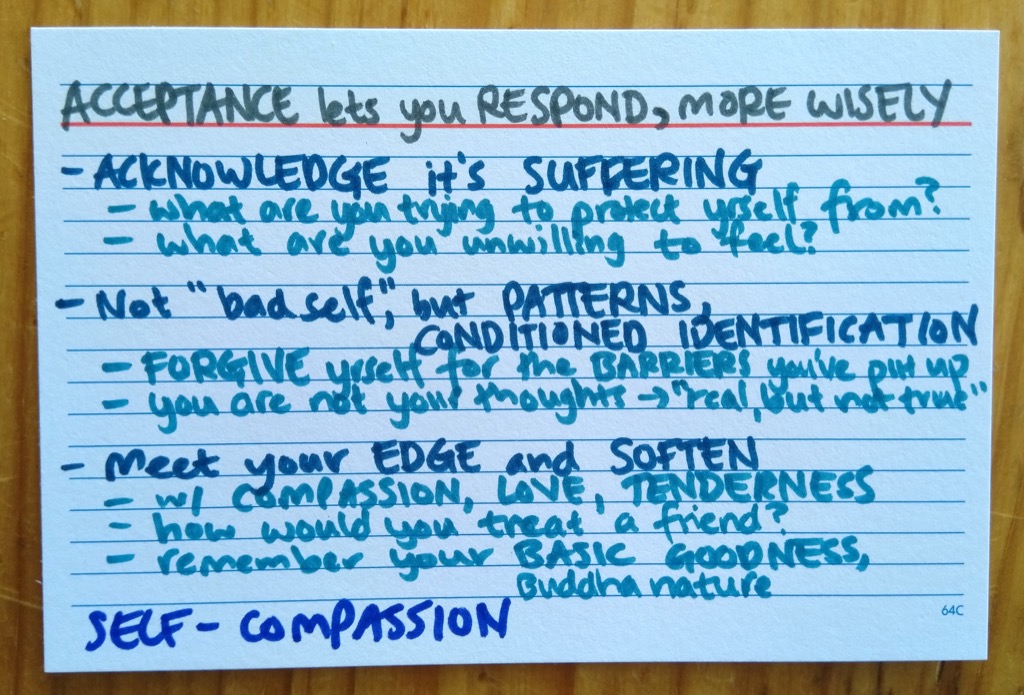 ACCEPTANCE lets you RESPOND, MORE WISELY
- ACKNOWLEDGE it's SUFFERING
- what are you trying to protect yrself from?
- what are you unwilling to feel?
- Not "bad self", but PATTERNS,
CONDITIONED IDENTIFICATION
- FORGIVE yrself for the BARRIERS you've put up
- you are not your thoughts → "real, but not true"
- Meet your EDGE and SOFTEN
- w/ COMPASSION, LOVE, TENDERNESS
- how would you treat a friend?
- remember your BASIC GOODNESS,
Buddha nature
64C
SELF-COMPASSION